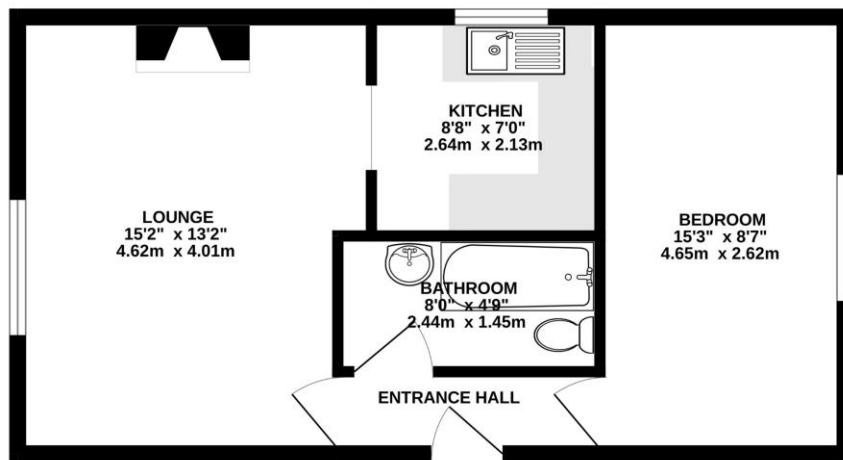 KITCHEN
8'8" x 7'0"
2.64m x 2.13m
LOUNGE
15'2" x 13'2"
4.62m x 4.01m
BEDROOM
15'3" x 8'7"
4.65m x 2.62m
BATHROOM
8'0" x 4'9"
2.44m x 1.45m
ENTRANCE HALL